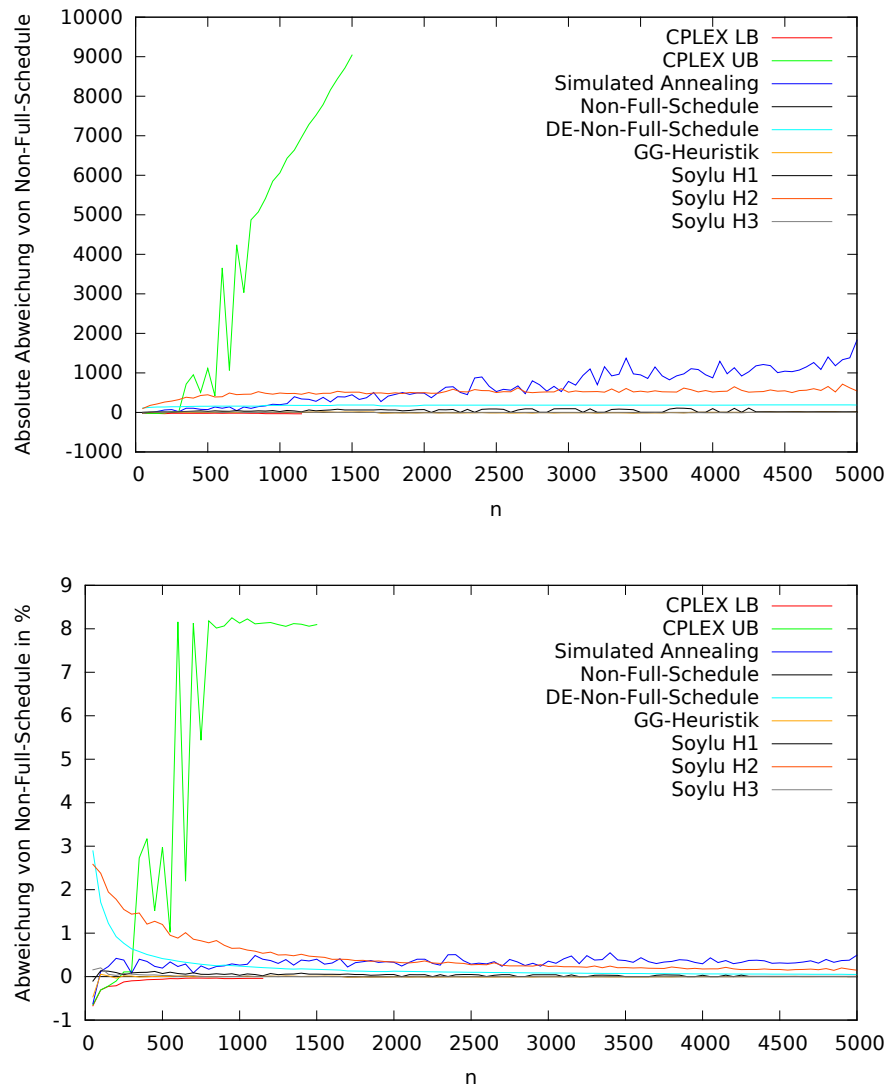 Absolute Abweichung von Non-Full-Schedule
10000
9000
8000
7000
6000
5000
4000
3000
2000
1000
0
-1000
CPLEX LB
CPLEX UB
Simulated Annealing
Non-Full-Schedule
DE-Non-Full-Schedule
GG-Heuristik
Soylu H1
Soylu H2
Soylu H3
0 500 1000 1500 2000 2500 3000 3500 4000 4500 5000
n
Abweichung von Non-Full-Schedule in %
9
8
7
6
5
4
3
2
1
0
-1
CPLEX LB
CPLEX UB
Simulated Annealing
Non-Full-Schedule
DE-Non-Full-Schedule
GG-Heuristik
Soylu H1
Soylu H2
Soylu H3
0 500 1000 1500 2000 2500 3000 3500 4000 4500 5000
n